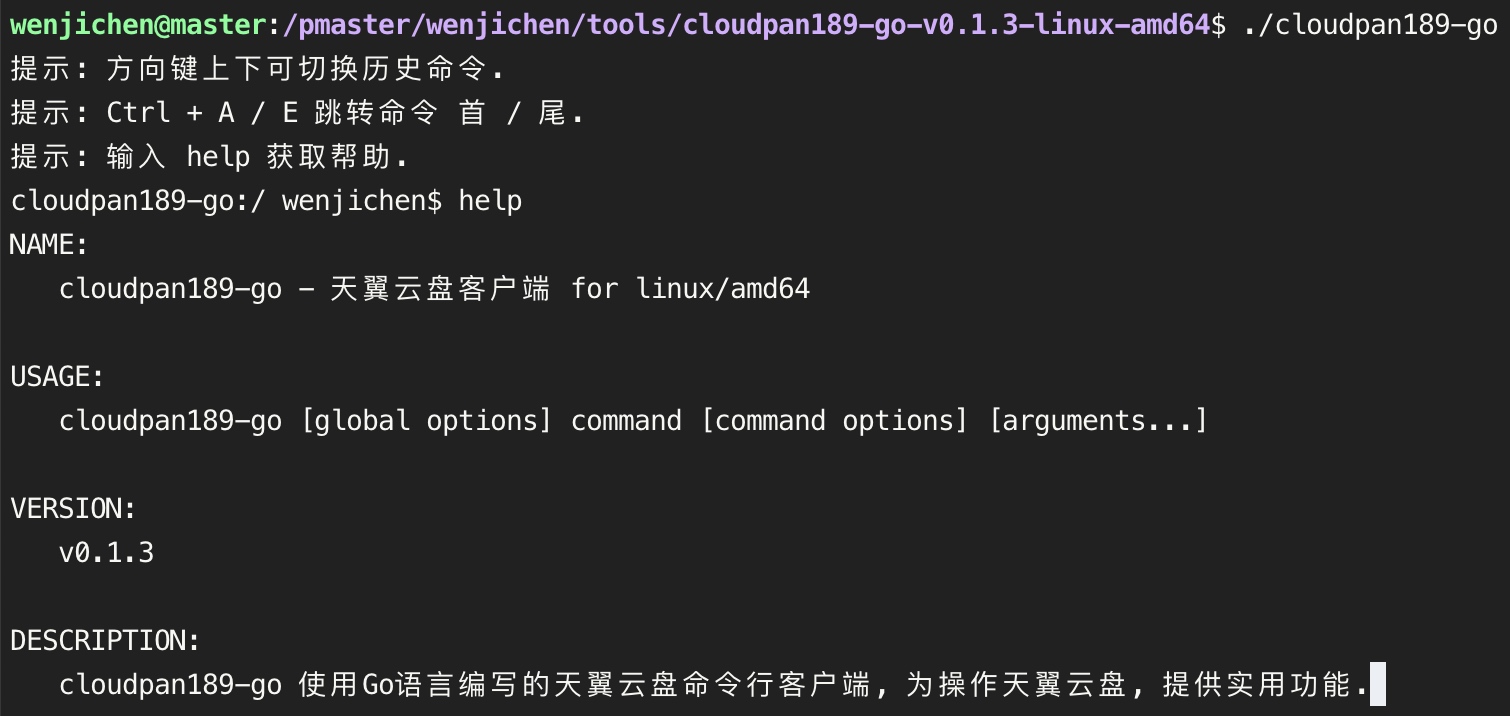 wenjichen@master:/pmaster/wenjichen/tools/cloudpan189-go-v0.1.3-linux-amd64$ ./cloudpan189-go
提示: 方向键上下可切换历史命令.
提示: Ctrl + A / E 跳转命令 首 / 尾.
提示: 输入 help 获取帮助.
cloudpan189-go:/ wenjichen$ help
NAME:
   cloudpan189-go - 天翼云盘客户端 for linux/amd64

USAGE:
   cloudpan189-go [global options] command [command options] [arguments...]

VERSION:
   v0.1.3

DESCRIPTION:
   cloudpan189-go 使用Go语言编写的天翼云盘命令行客户端, 为操作天翼云盘, 提供实用功能.